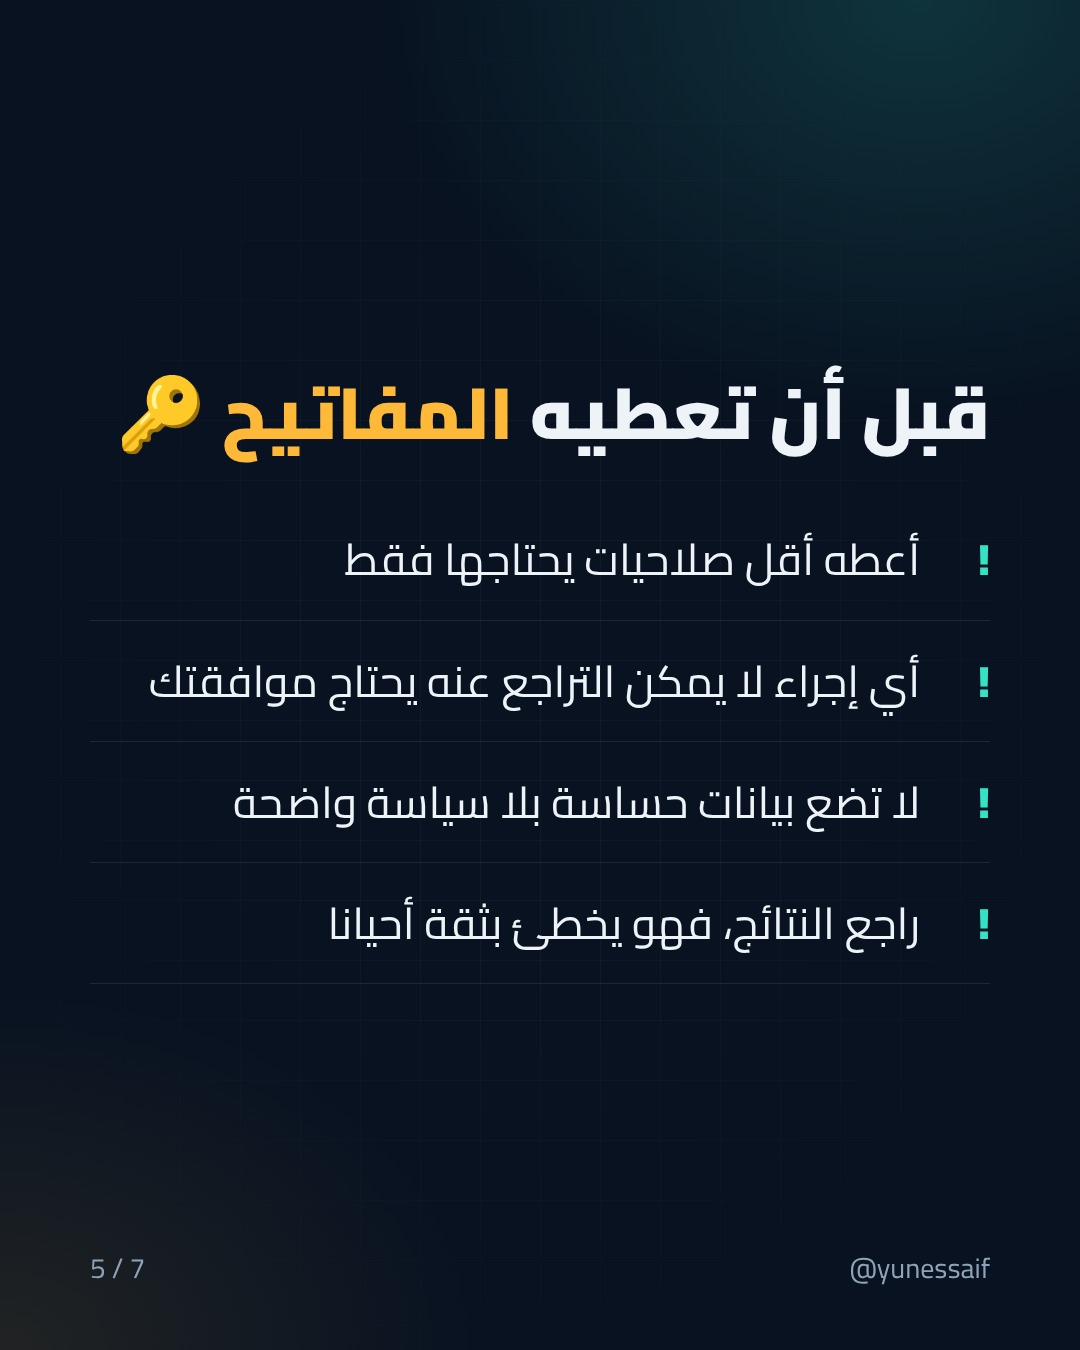 قبل أن تعطيه المفاتيح 🔑
! أعطه أقل صلاحيات يحتاجها فقط
! أي إجراء لا يمكن التراجع عنه يحتاج موافقتك
! لا تضع بيانات حساسة بلا سياسة واضحة
! راجع النتائج، فهو يخطئ بثقة أحيانا
@yunessaif
5 / 7